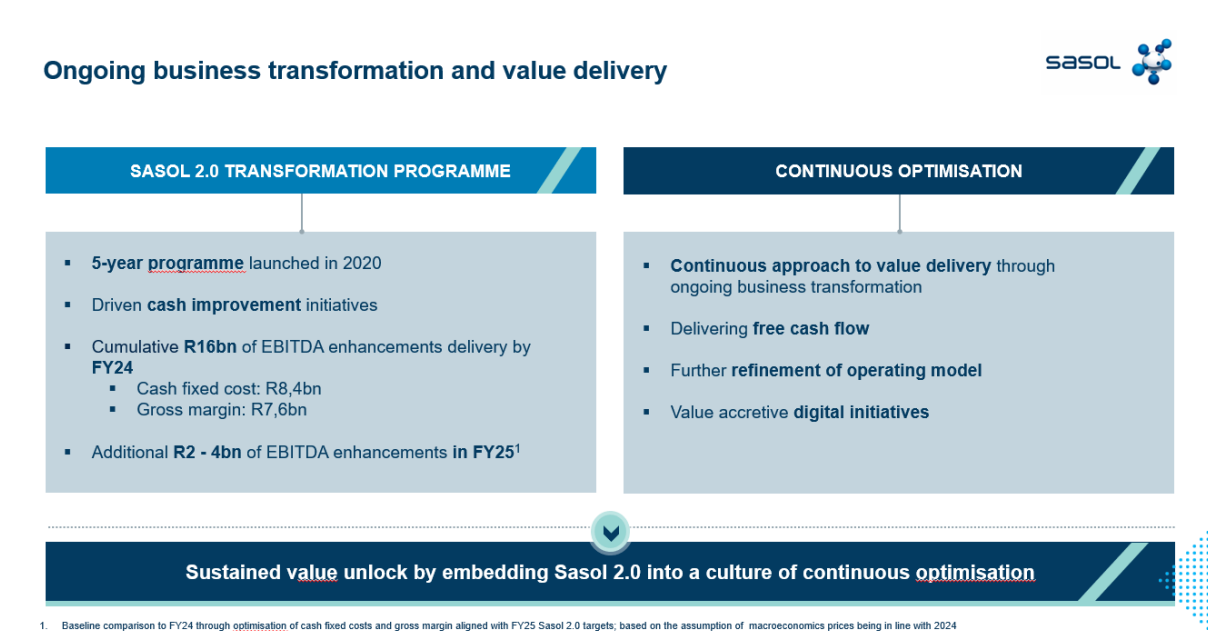 Ongoing business transformation and value delivery
sasol
SASOL 2.0 TRANSFORMATION PROGRAMME
▪ 5-year programme launched in 2020
▪ Driven cash improvement initiatives
▪ Cumulative R16bn of EBITDA enhancements delivery by
FY24
▪ Cash fixed cost: R8,4bn
▪ Gross margin: R7,6bn
▪ Additional R2 - 4bn of EBITDA enhancements in FY25¹
CONTINUOUS OPTIMISATION
▪ Continuous approach to value delivery through
ongoing business transformation
▪ Delivering free cash flow
▪ Further refinement of operating model
▪ Value accretive digital initiatives
Sustained value unlock by embedding Sasol 2.0 into a culture of continuous optimisation
1. Baseline comparison to FY24 through optimisation of cash fixed costs and gross margin aligned with FY25 Sasol 2.0 targets; based on the assumption of macroeconomics prices being in line with 2024